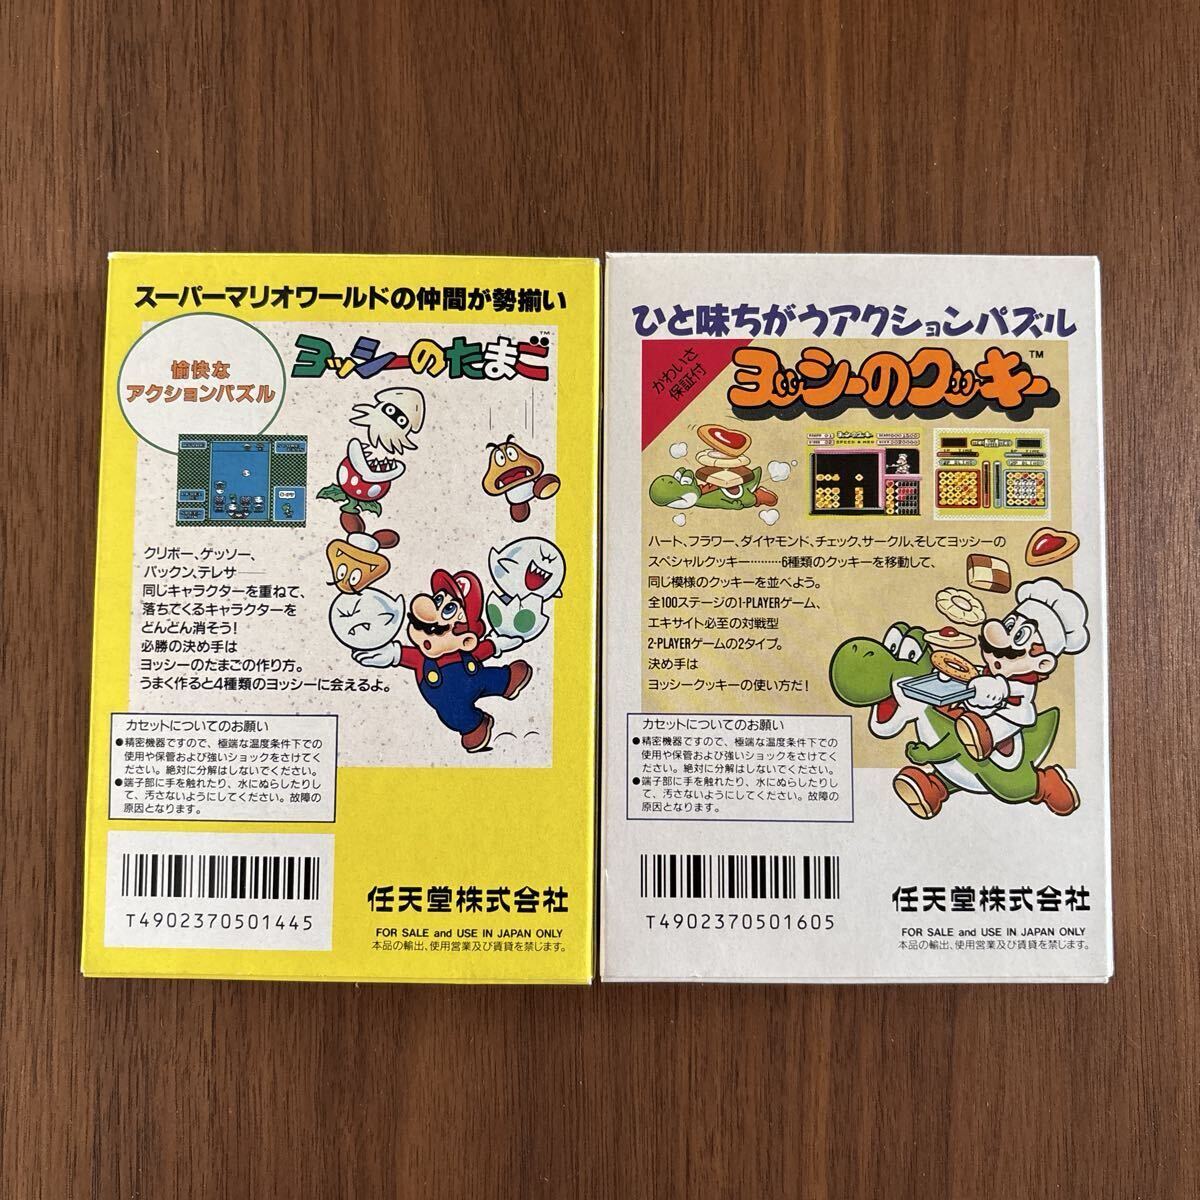 スーパーマリオワールドの仲間が勢揃い
愉快な
アクションパズル
ヨッシーのたまご™
クリボー、ゲッソー、
パックン、テレサ──
同じキャラクターを重ねて、
落ちてくるキャラクターを
どんどん消そう!
必勝の決め手は
ヨッシーのたまごの作り方。
うまく作ると4種類のヨッシーに会えるよ。
カセットについてのお願い
●精密機器ですので、極端な温度条件下での
使用や保管および強いショックをさけてく
ださい。絶対に分解はしないでください。
●端子部に手を触れたり、水にぬらしたりし
て、汚さないようにしてください。故障の
原因となります。
T4902370501445
任天堂株式会社
FOR SALE and USE IN JAPAN ONLY
本品の輸出、使用営業及び賃貸を禁じます。
ひと味ちがうアクションパズル
かわいさ
保証付
ヨッシーのクッキー™
ハート、フラワー、ダイヤモンド、チェック、サークル、そしてヨッシーの
スペシャルクッキー………6種類のクッキーを移動して、
同じ模様のクッキーを並べよう。
全100ステージの1-PLAYERゲーム、
エキサイト必至の対戦型
2-PLAYERゲームの2タイプ。
決め手は
ヨッシークッキーの使い方だ!
カセットについてのお願い
●精密機器ですので、極端な温度条件下での
使用や保管および強いショックをさけてく
ださい。絶対に分解はしないでください。
●端子部に手を触れたり、水にぬらしたりし
て、汚さないようにしてください。故障の
原因となります。
T4902370501605
任天堂株式会社
FOR SALE and USE IN JAPAN ONLY
本品の輸出、使用営業及び賃貸を禁じます。